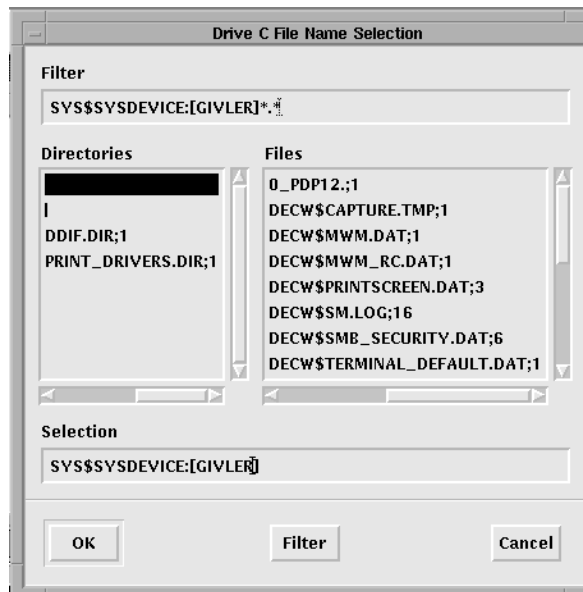 Drive C File Name Selection
Filter
SYS$SYSDEVICE:[GIVLER]*.*
Directories
Files
DDIF.DIR;1
PRINT_DRIVERS.DIR;1
0_PDP12.;1
DECW$CAPTURE.TMP;1
DECW$MWM.DAT;1
DECW$MWM_RC.DAT;1
DECW$PRINTSCREEN.DAT;3
DECW$SM.LOG;16
DECW$SMB_SECURITY.DAT;6
DECW$TERMINAL_DEFAULT.DAT;1
Selection
SYS$SYSDEVICE:[GIVLER]
OK
Filter
Cancel